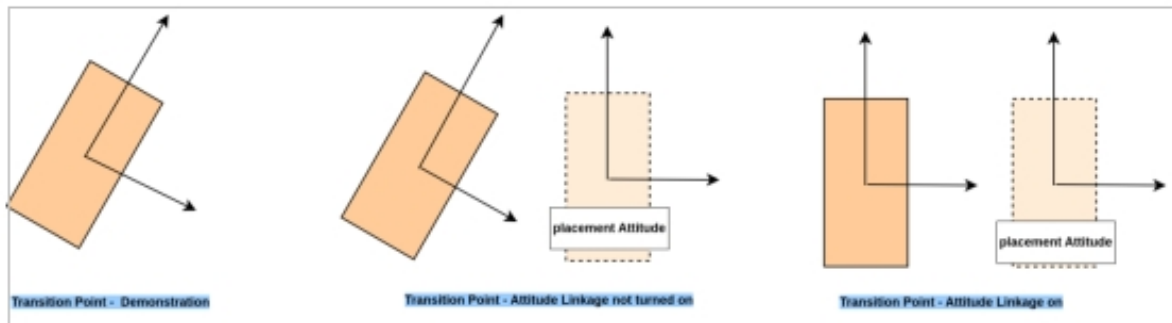 placement Attitude
placement Attitude
Transition Point -  Demonstration
Transition Point - Attitude Linkage not turned on
Transition Point - Attitude Linkage on